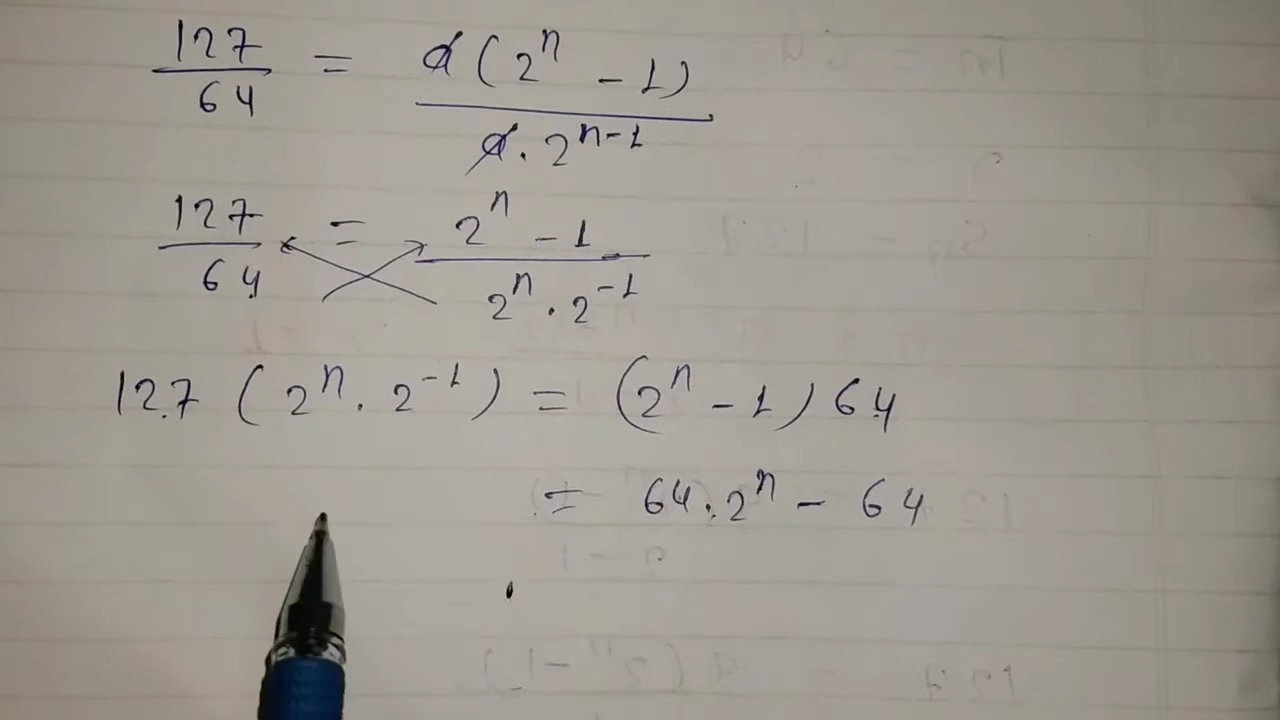 127/64 = a(2^n - 1)/a.2^n-1
127/64 = 2^n - 1/2^n.2^-1
127(2^n.2^-1) = (2^n - 1)64
= 64.2^n - 64